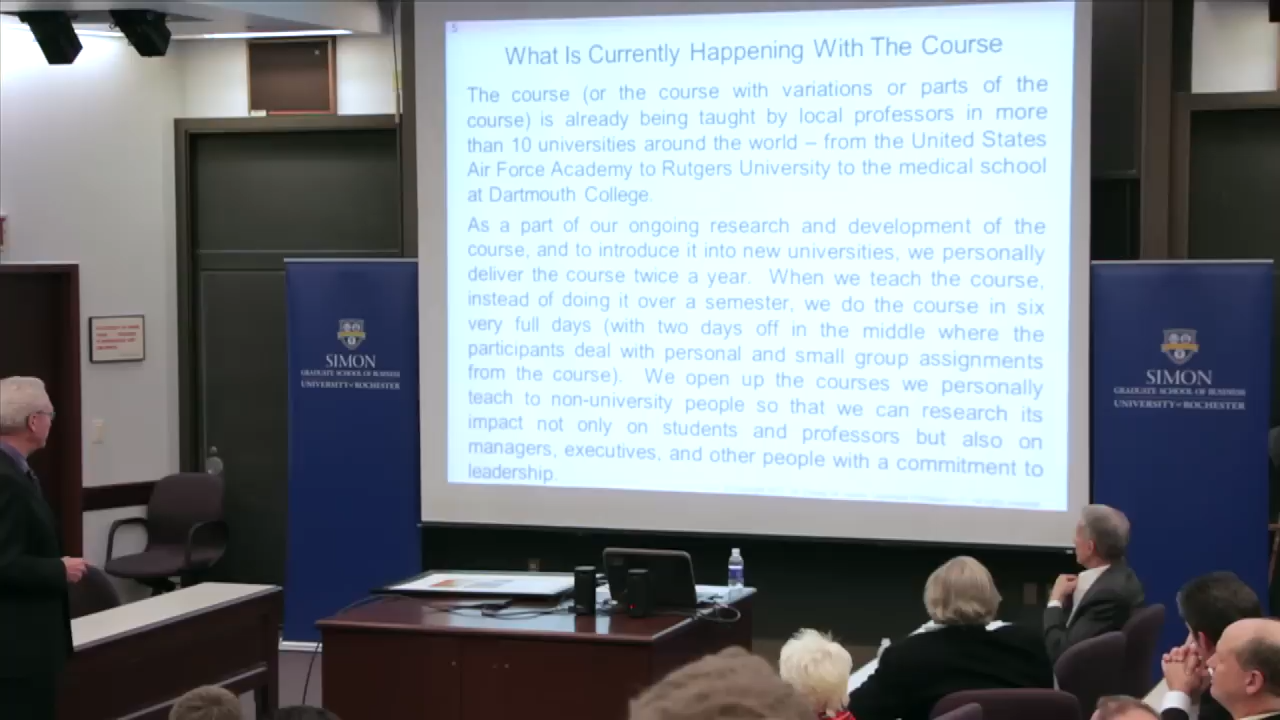 5
What Is Currently Happening With The Course
The course (or the course with variations or parts of the
course) is already being taught by local professors in more
than 10 universities around the world – from the United States
Air Force Academy to Rutgers University to the medical school
at Dartmouth College.
As a part of our ongoing research and development of the
course, and to introduce it into new universities, we personally
deliver the course twice a year. When we teach the course,
instead of doing it over a semester, we do the course in six
very full days (with two days off in the middle where the
participants deal with personal and small group assignments
from the course). We open up the courses we personally
teach to non-university people so that we can research its
impact not only on students and professors but also on
managers, executives, and other people with a commitment to
leadership.
SIMON
GRADUATE SCHOOL OF BUSINESS
UNIVERSITY of ROCHESTER
SIMON
GRADUATE SCHOOL OF BUSINESS
UNIVERSITY of ROCHESTER